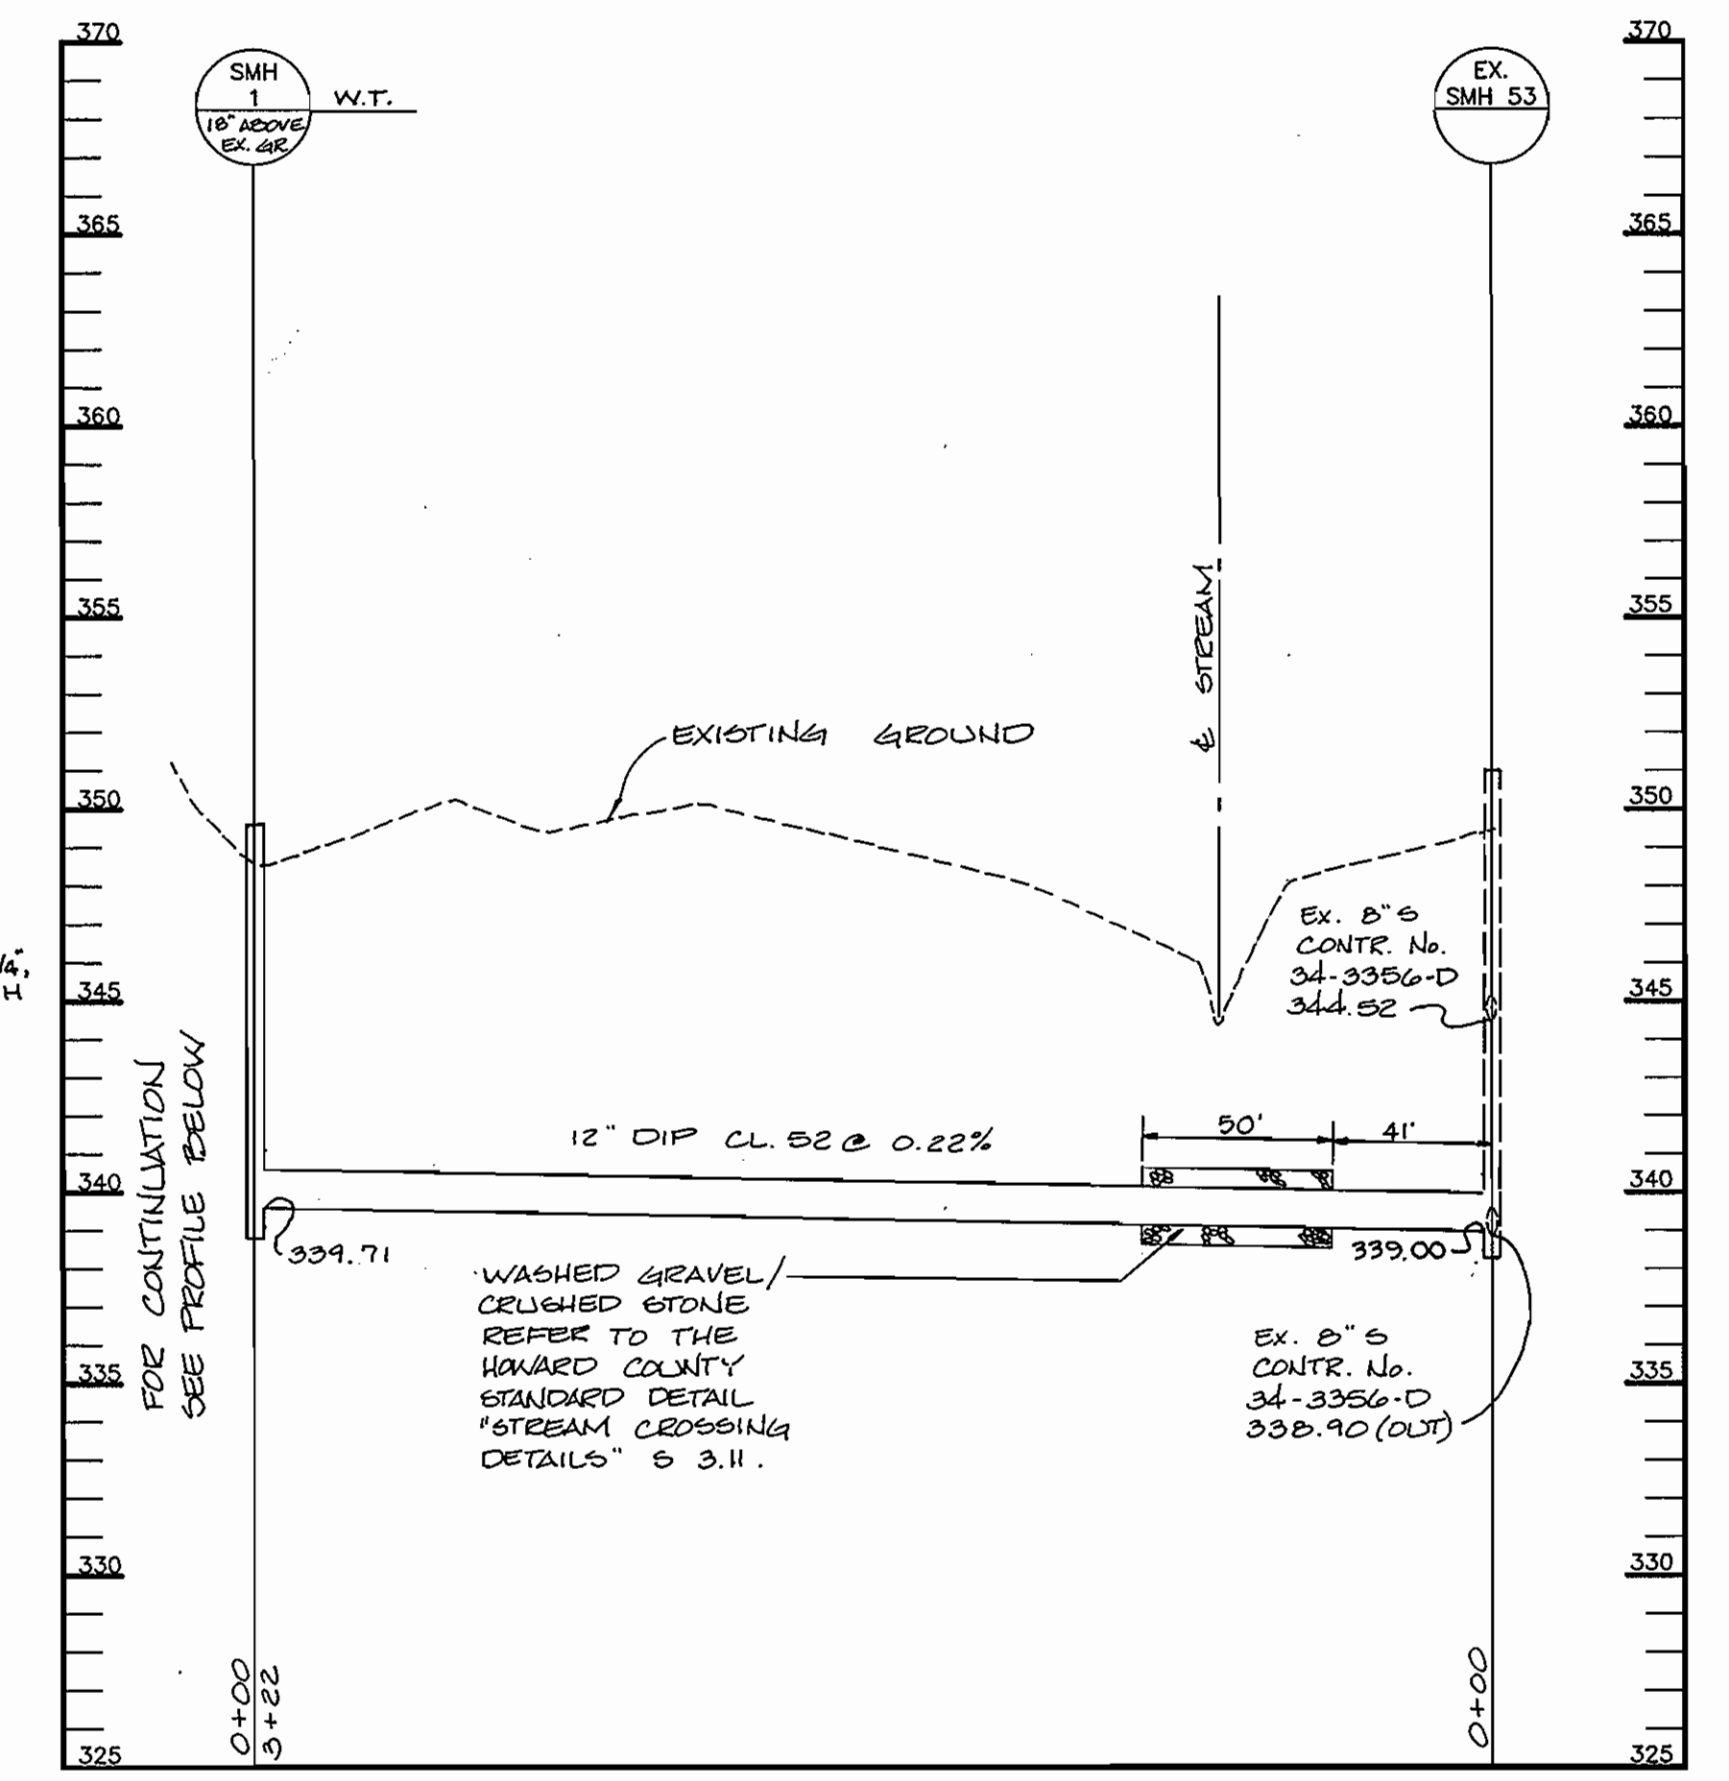 370
365
360
355
350
345
340
335
330
325
SMH
1
18" ABOVE
EX. GR.
W.T.
EX.
SMH 53
370
365
360
355
350
345
340
335
330
325
℄ STREAM
EXISTING GROUND
EX. 8" S
CONTR. No.
34-3356-D
344.52
FOR CONTINUATION
SEE PROFILE BELOW
12" DIP CL. 52 @ 0.22%
50'
41'
339.71
339.00
WASHED GRAVEL/
CRUSHED STONE
REFER TO THE
HOWARD COUNTY
STANDARD DETAIL
"STREAM CROSSING
DETAILS" S 3.11.
EX. 8" S
CONTR. No.
34-3356-D
338.90 (OUT)
0+00
3+22
0+00